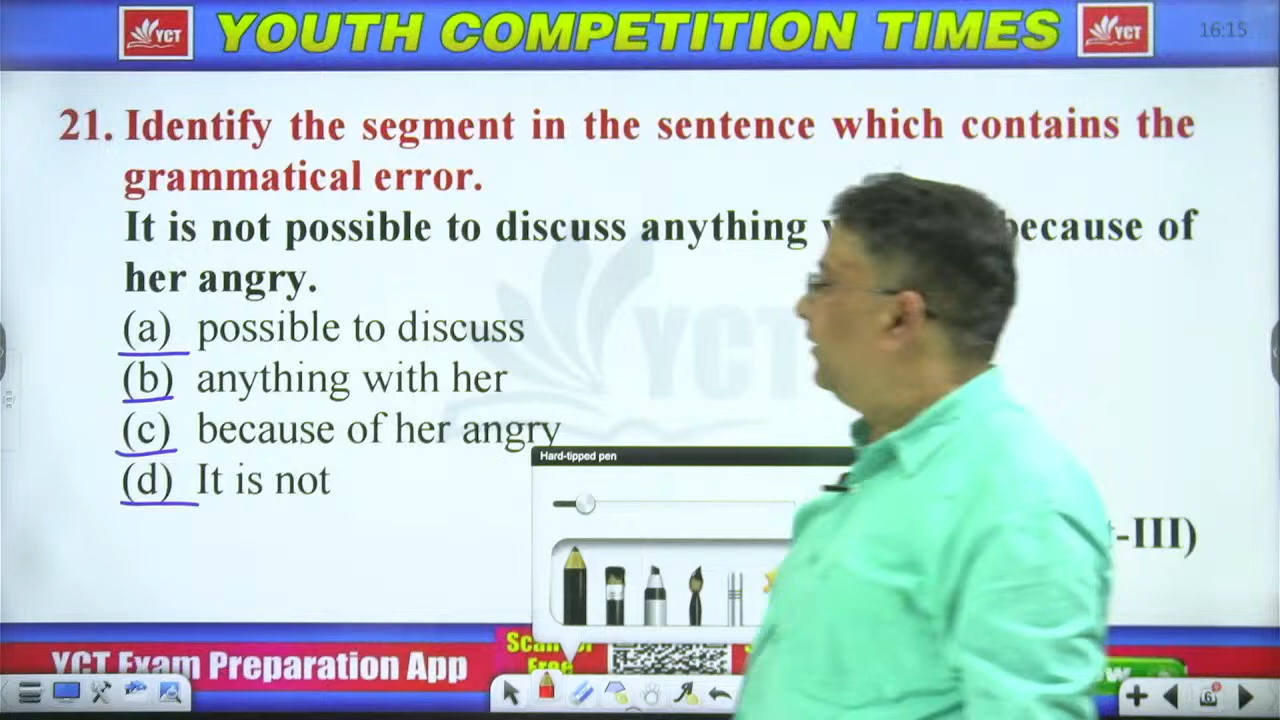 YCT YOUTH COMPETITION TIMES YCT 16:15
21. Identify the segment in the sentence which contains the
grammatical error.
It is not possible to discuss anything because of
her angry.
(a) possible to discuss
(b) anything with her
(c) because of her angry
(d) It is not
YCT
Hard-tipped pen
-III)
YCT Exam Preparation App
Free